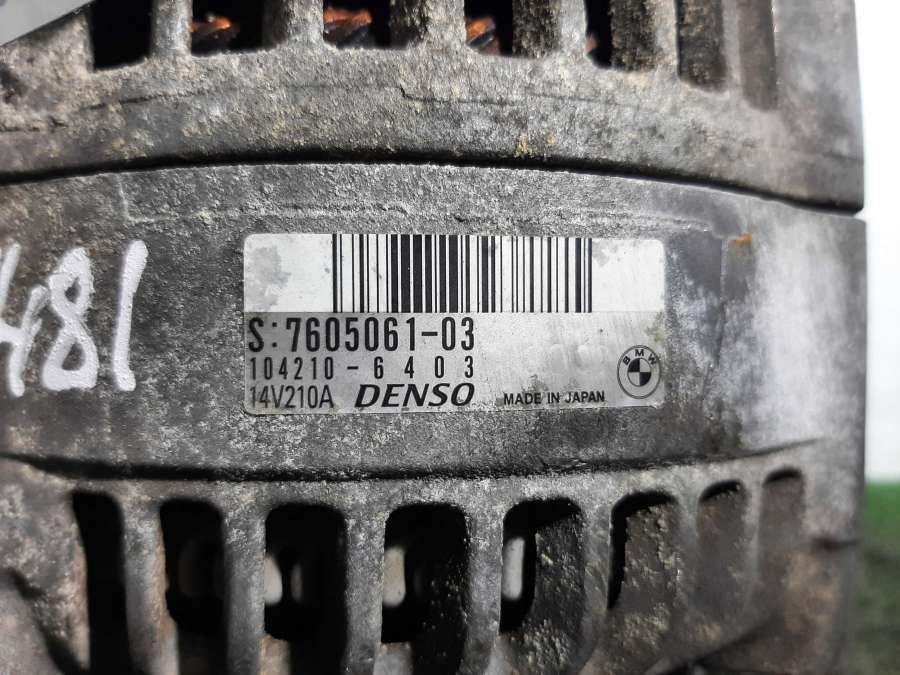 481
S:7605061-03
104210-6403
BMW
14V210A DENSO MADE IN JAPAN